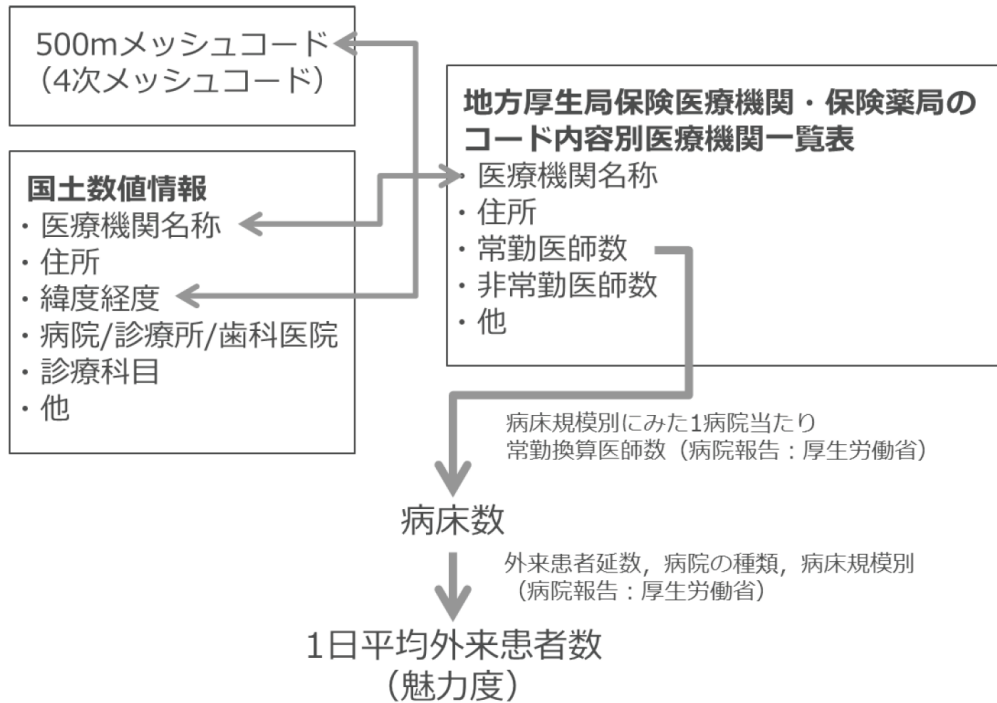 500mメッシュコード
（4次メッシュコード）
国土数値情報
・医療機関名称
・住所
・緯度経度
・病院/診療所/歯科医院
・診療科目
・他
地方厚生局保険医療機関・保険薬局の
コード内容別医療機関一覧表
・医療機関名称
・住所
・常勤医師数
・非常勤医師数
・他
病床規模別にみた1病院当たり
常勤換算医師数（病院報告：厚生労働省）
病床数
外来患者延数，病院の種類，病床規模別
（病院報告：厚生労働省）
1日平均外来患者数
（魅力度）